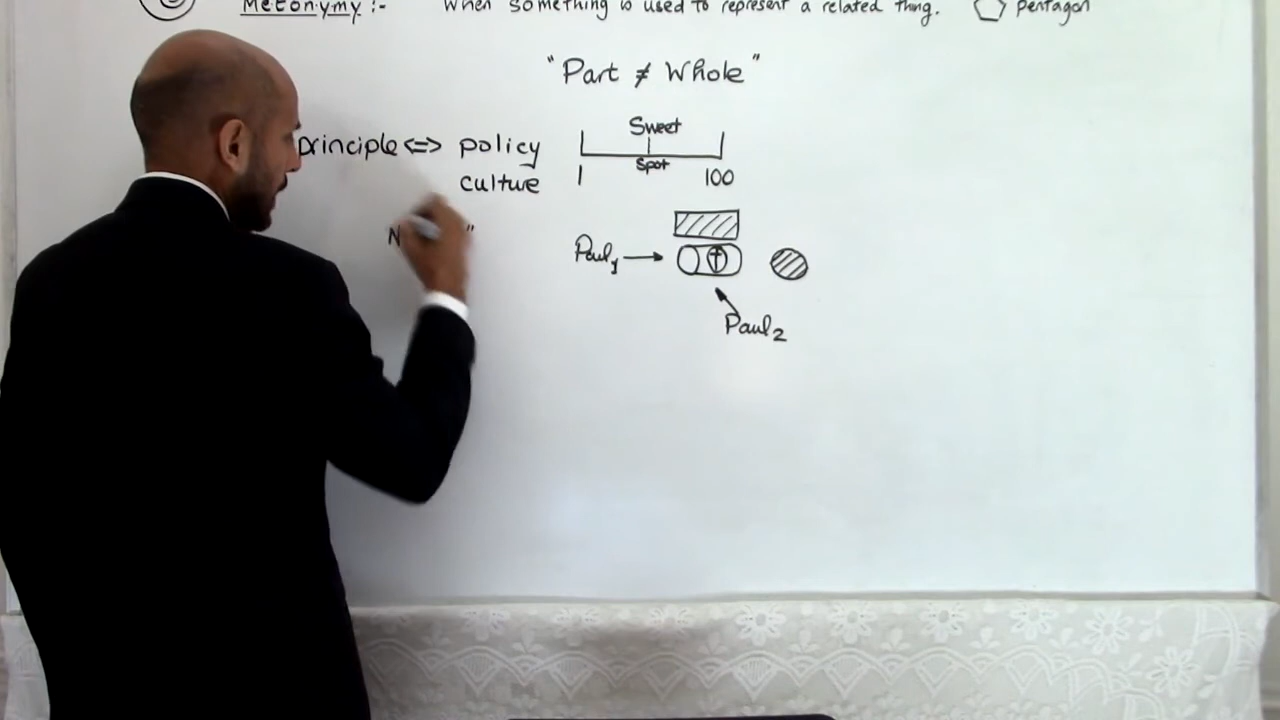 Metonymy :- When something is used to represent a related thing. Pentagon
"Part ≠ Whole"
principle <=> policy
culture
Sweet
Spot
1 100
N "
Paul1
Paul2